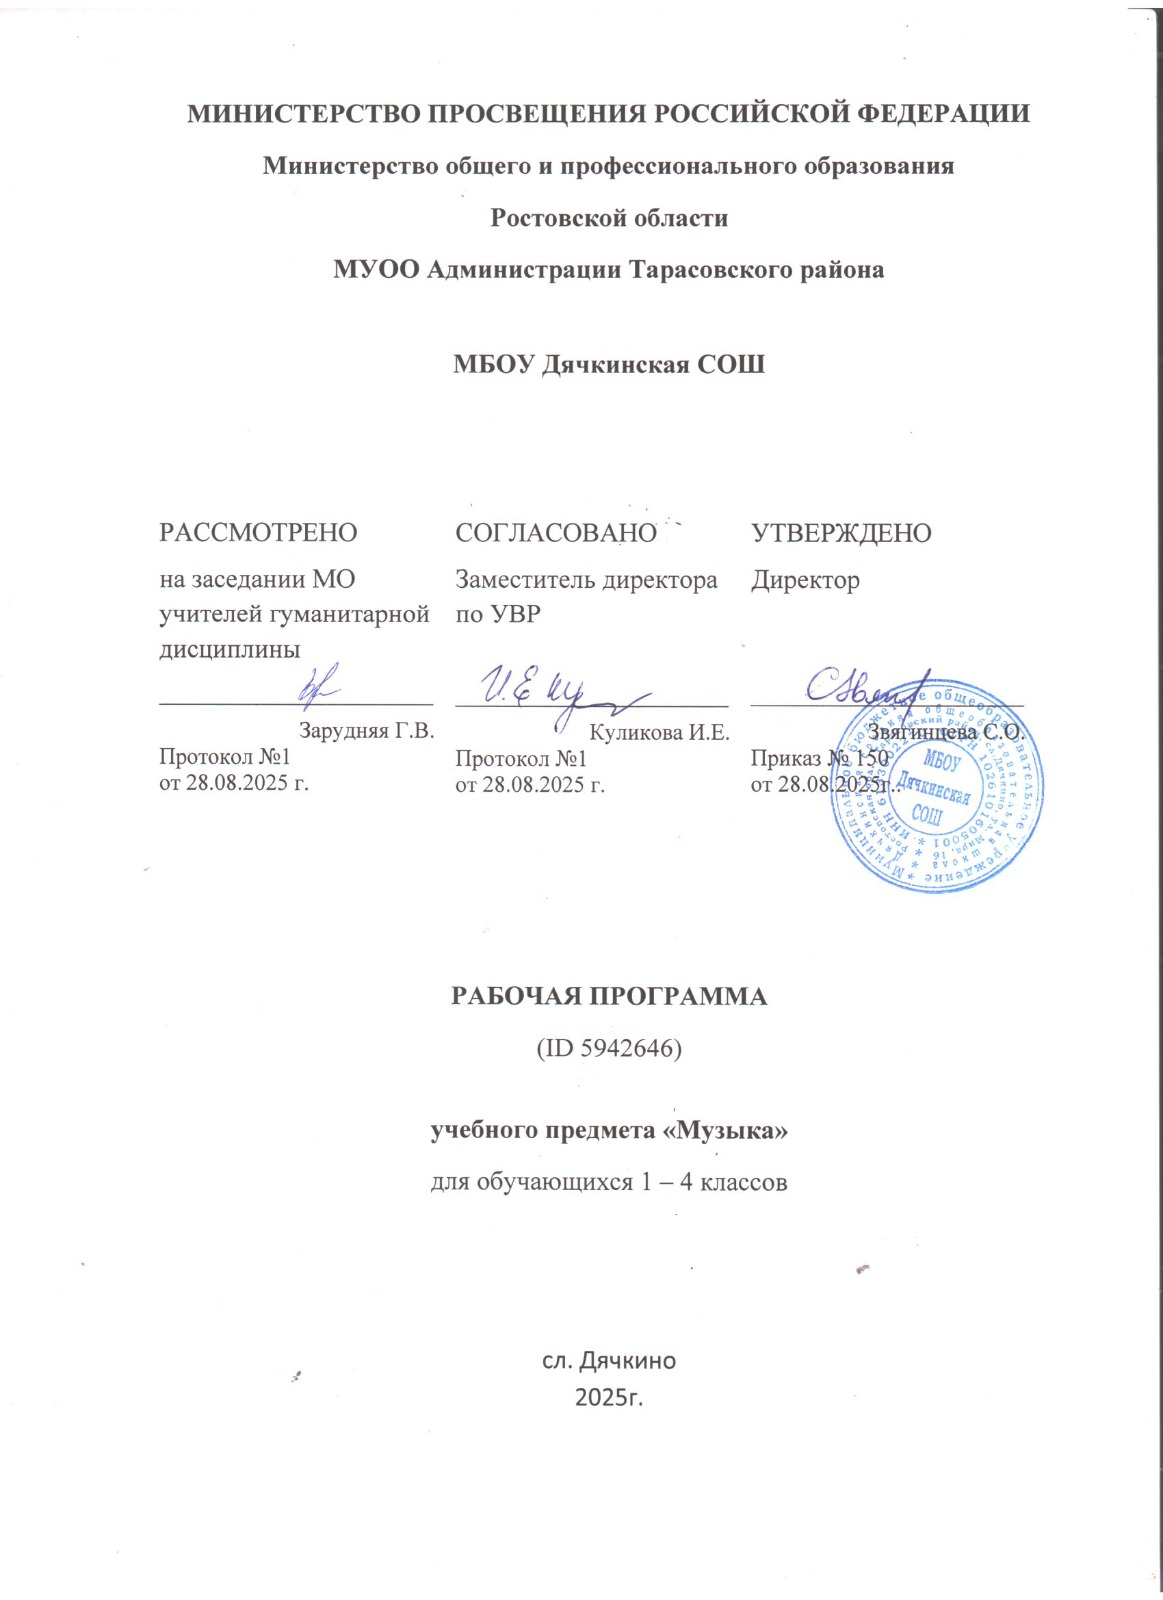 МИНИСТЕРСТВО ПРОСВЕЩЕНИЯ РОССИЙСКОЙ ФЕДЕРАЦИИ
Министерство общего и профессионального образования
Ростовской области
МУОО Администрации Тарасовского района
МБОУ Дячкинская СОШ
РАССМОТРЕНО
на заседании МО
учителей гуманитарной
дисциплины
Зарудняя Г.В.
Протокол №1
от 28.08.2025 г.
СОГЛАСОВАНО
Заместитель директора
по УВР
И.Е.
Куликова И.Е.
Протокол №1
от 28.08.2025 г.
УТВЕРЖДЕНО
Директор
Звягинцева С.О.
Приказ № 150
от 28.08.2025г..
МБОУ
Дячкинская
СОШ
РАБОЧАЯ ПРОГРАММА
(ID 5942646)
учебного предмета «Музыка»
для обучающихся 1 – 4 классов
сл. Дячкино
2025г.